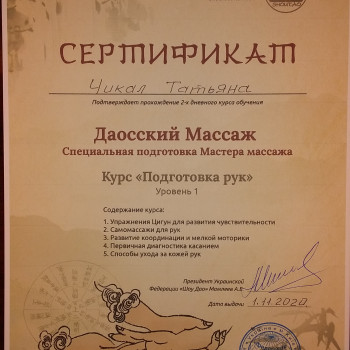 СЕРТИФИКАТ
Чикал Татьяна
Подтверждает прохождение 2-х дневного курса обучения
Даосский Массаж
Специальная подготовка Мастера массажа
Курс «Подготовка рук»
Уровень 1
Содержание курса:
1. Упражнения Цигун для развития чувствительности
2. Самомассажи для рук
3. Развитие координации и мелкой моторики
4. Первичная диагностика касанием
5. Способы ухода за кожей рук
Президент Украинской
Федерации «Шоу Дао» Мамляев А.В.
Дата выдачи 1.11.2020